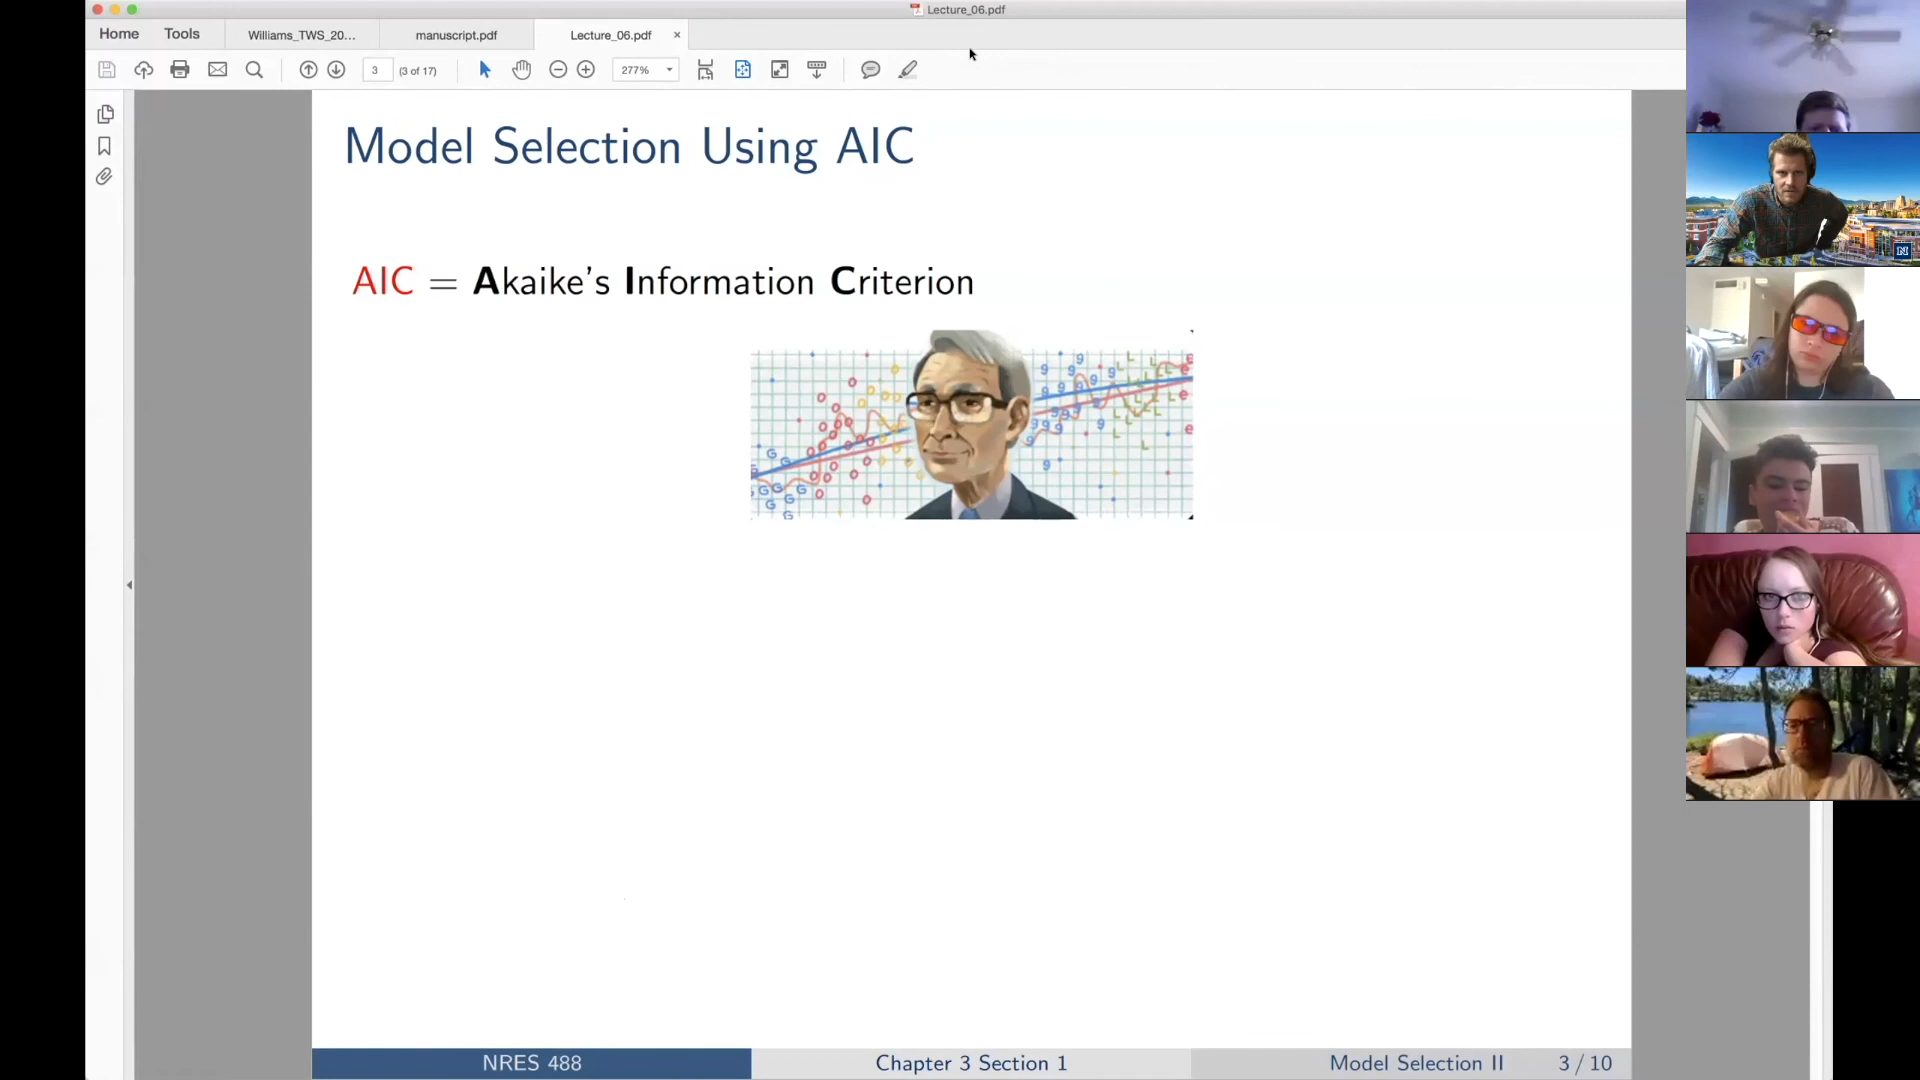 Lecture_06.pdf
Home Tools Williams_TWS_20... manuscript.pdf Lecture_06.pdf ×
3 (3 of 17) 277%
Model Selection Using AIC
AIC = Akaike's Information Criterion
NRES 488 Chapter 3 Section 1 Model Selection II 3 / 10
N